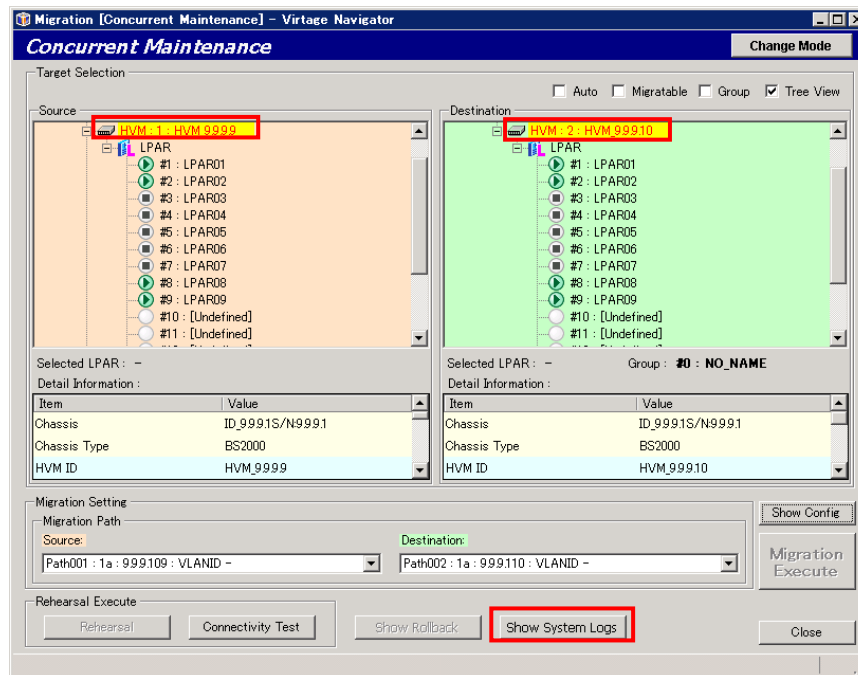 Migration [Concurrent Maintenance] - Virtage Navigator
Concurrent Maintenance
Change Mode
Target Selection
Auto Migratable Group Tree View
Source
HVM : 1 : HVM 9.9.9.9
LPAR
#1 : LPAR01
#2 : LPAR02
#3 : LPAR03
#4 : LPAR04
#5 : LPAR05
#6 : LPAR06
#7 : LPAR07
#8 : LPAR08
#9 : LPAR09
#10 : [Undefined]
#11 : [Undefined]
Selected LPAR : -
Detail Information :
Item Value
Chassis ID_9.9.9.1S/N:9.9.9.1
Chassis Type BS2000
HVM ID HVM_9.9.9.9
Destination
HVM : 2 : HVM_9.9.9.10
LPAR
#1 : LPAR01
#2 : LPAR02
#3 : LPAR03
#4 : LPAR04
#5 : LPAR05
#6 : LPAR06
#7 : LPAR07
#8 : LPAR08
#9 : LPAR09
#10 : [Undefined]
#11 : [Undefined]
Selected LPAR : - Group : #0 : NO_NAME
Detail Information :
Item Value
Chassis ID_9.9.9.1S/N:9.9.9.1
Chassis Type BS2000
HVM ID HVM_9.9.9.10
Migration Setting
Migration Path
Source: Destination:
Path001 : 1a : 9.9.9.109 : VLANID - Path002 : 1a : 9.9.9.110 : VLANID -
Show Config
Migration
Execute
Rehearsal Execute
Rehearsal Connectivity Test Show Rollback Show System Logs Close